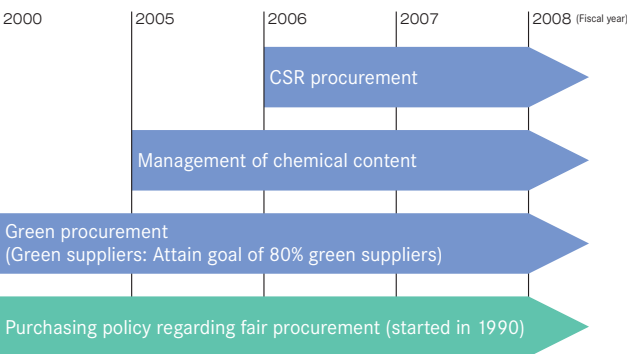 2000 2005 2006 2007 2008 (Fiscal year)
CSR procurement
Management of chemical content
Green procurement
(Green suppliers: Attain goal of 80% green suppliers)
Purchasing policy regarding fair procurement (started in 1990)